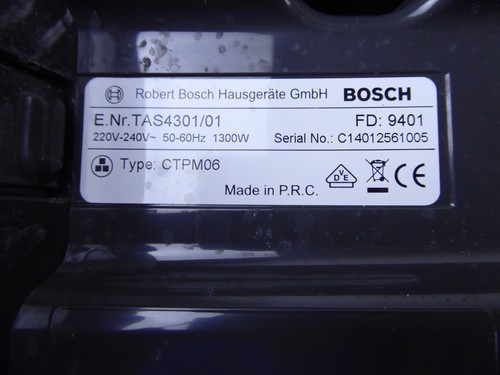 Robert Bosch Hausgeräte GmbH BOSCH
E.Nr.TAS4301/01 FD: 9401
220V-240V~ 50-60Hz 1300W Serial No.: C14012561005
Type: CTPM06
Made in P.R.C. VDE CE